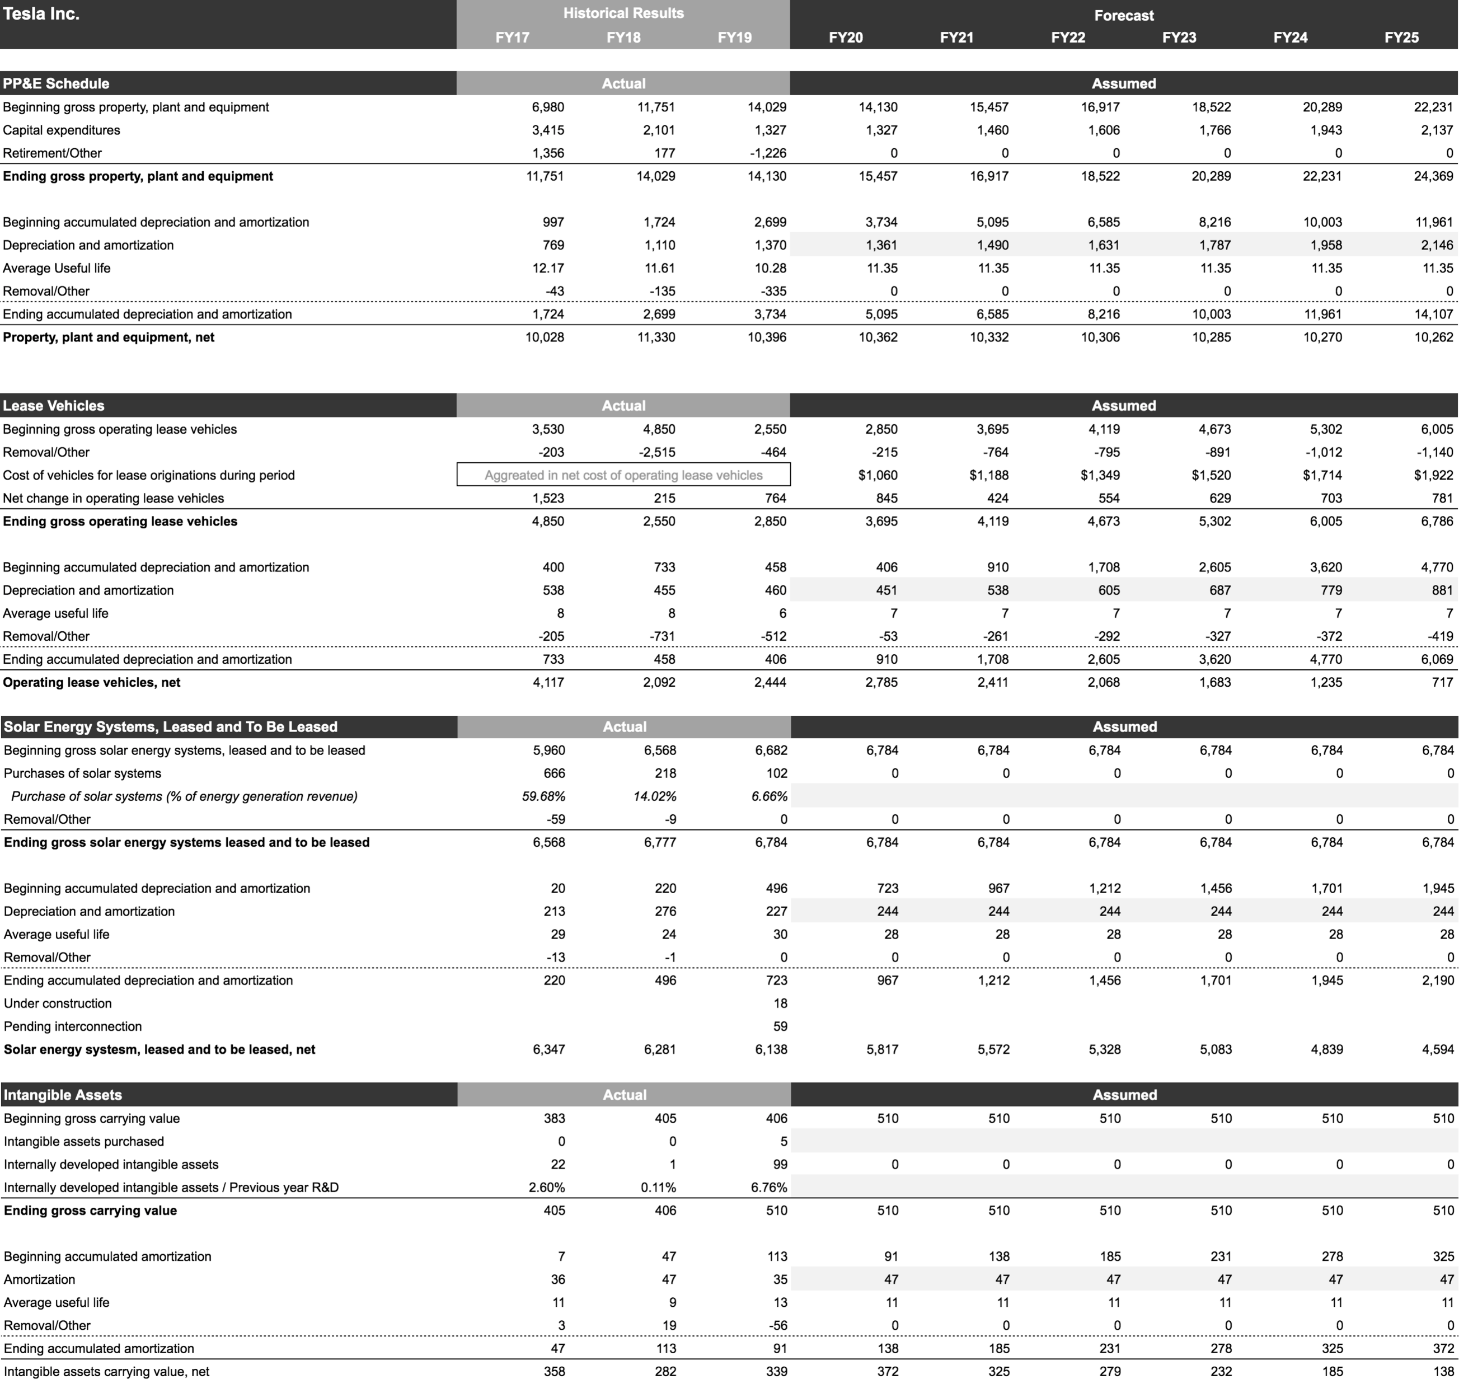 Tesla Inc. Historical Results Forecast
FY17 FY18 FY19 FY20 FY21 FY22 FY23 FY24 FY25
PP&E Schedule Actual Assumed
Beginning gross property, plant and equipment 6,980 11,751 14,029 14,130 15,457 16,917 18,522 20,289 22,231
Capital expenditures 3,415 2,101 1,327 1,327 1,460 1,606 1,766 1,943 2,137
Retirement/Other 1,356 177 -1,226 0 0 0 0 0 0
Ending gross property, plant and equipment 11,751 14,029 14,130 15,457 16,917 18,522 20,289 22,231 24,369
Beginning accumulated depreciation and amortization 997 1,724 2,699 3,734 5,095 6,585 8,216 10,003 11,961
Depreciation and amortization 769 1,110 1,370 1,361 1,490 1,631 1,787 1,958 2,146
Average Useful life 12.17 11.61 10.28 11.35 11.35 11.35 11.35 11.35 11.35
Removal/Other -43 -135 -335 0 0 0 0 0 0
Ending accumulated depreciation and amortization 1,724 2,699 3,734 5,095 6,585 8,216 10,003 11,961 14,107
Property, plant and equipment, net 10,028 11,330 10,396 10,362 10,332 10,306 10,285 10,270 10,262
Lease Vehicles Actual Assumed
Beginning gross operating lease vehicles 3,530 4,850 2,550 2,850 3,695 4,119 4,673 5,302 6,005
Removal/Other -203 -2,515 -464 -215 -764 -795 -891 -1,012 -1,140
Cost of vehicles for lease originations during period Aggreated in net cost of operating lease vehicles $1,060 $1,188 $1,349 $1,520 $1,714 $1,922
Net change in operating lease vehicles 1,523 215 764 845 424 554 629 703 781
Ending gross operating lease vehicles 4,850 2,550 2,850 3,695 4,119 4,673 5,302 6,005 6,786
Beginning accumulated depreciation and amortization 400 733 458 406 910 1,708 2,605 3,620 4,770
Depreciation and amortization 538 455 460 451 538 605 687 779 881
Average useful life 8 8 6 7 7 7 7 7 7
Removal/Other -205 -731 -512 -53 -261 -292 -327 -372 -419
Ending accumulated depreciation and amortization 733 458 406 910 1,708 2,605 3,620 4,770 6,069
Operating lease vehicles, net 4,117 2,092 2,444 2,785 2,411 2,068 1,683 1,235 717
Solar Energy Systems, Leased and To Be Leased Actual Assumed
Beginning gross solar energy systems, leased and to be leased 5,960 6,568 6,682 6,784 6,784 6,784 6,784 6,784 6,784
Purchases of solar systems 666 218 102 0 0 0 0 0 0
Purchase of solar systems (% of energy generation revenue) 59.68% 14.02% 6.66%
Removal/Other -59 -9 0 0 0 0 0 0 0
Ending gross solar energy systems leased and to be leased 6,568 6,777 6,784 6,784 6,784 6,784 6,784 6,784 6,784
Beginning accumulated depreciation and amortization 20 220 496 723 967 1,212 1,456 1,701 1,945
Depreciation and amortization 213 276 227 244 244 244 244 244 244
Average useful life 29 24 30 28 28 28 28 28 28
Removal/Other -13 -1 0 0 0 0 0 0 0
Ending accumulated depreciation and amortization 220 496 723 967 1,212 1,456 1,701 1,945 2,190
Under construction 18
Pending interconnection 59
Solar energy systesm, leased and to be leased, net 6,347 6,281 6,138 5,817 5,572 5,328 5,083 4,839 4,594
Intangible Assets Actual Assumed
Beginning gross carrying value 383 405 406 510 510 510 510 510 510
Intangible assets purchased 0 0 5
Internally developed intangible assets 22 1 99 0 0 0 0 0 0
Internally developed intangible assets / Previous year R&D 2.60% 0.11% 6.76%
Ending gross carrying value 405 406 510 510 510 510 510 510 510
Beginning accumulated amortization 7 47 113 91 138 185 231 278 325
Amortization 36 47 35 47 47 47 47 47 47
Average useful life 11 9 13 11 11 11 11 11 11
Removal/Other 3 19 -56 0 0 0 0 0 0
Ending accumulated amortization 47 113 91 138 185 231 278 325 372
Intangible assets carrying value, net 358 282 339 372 325 279 232 185 138